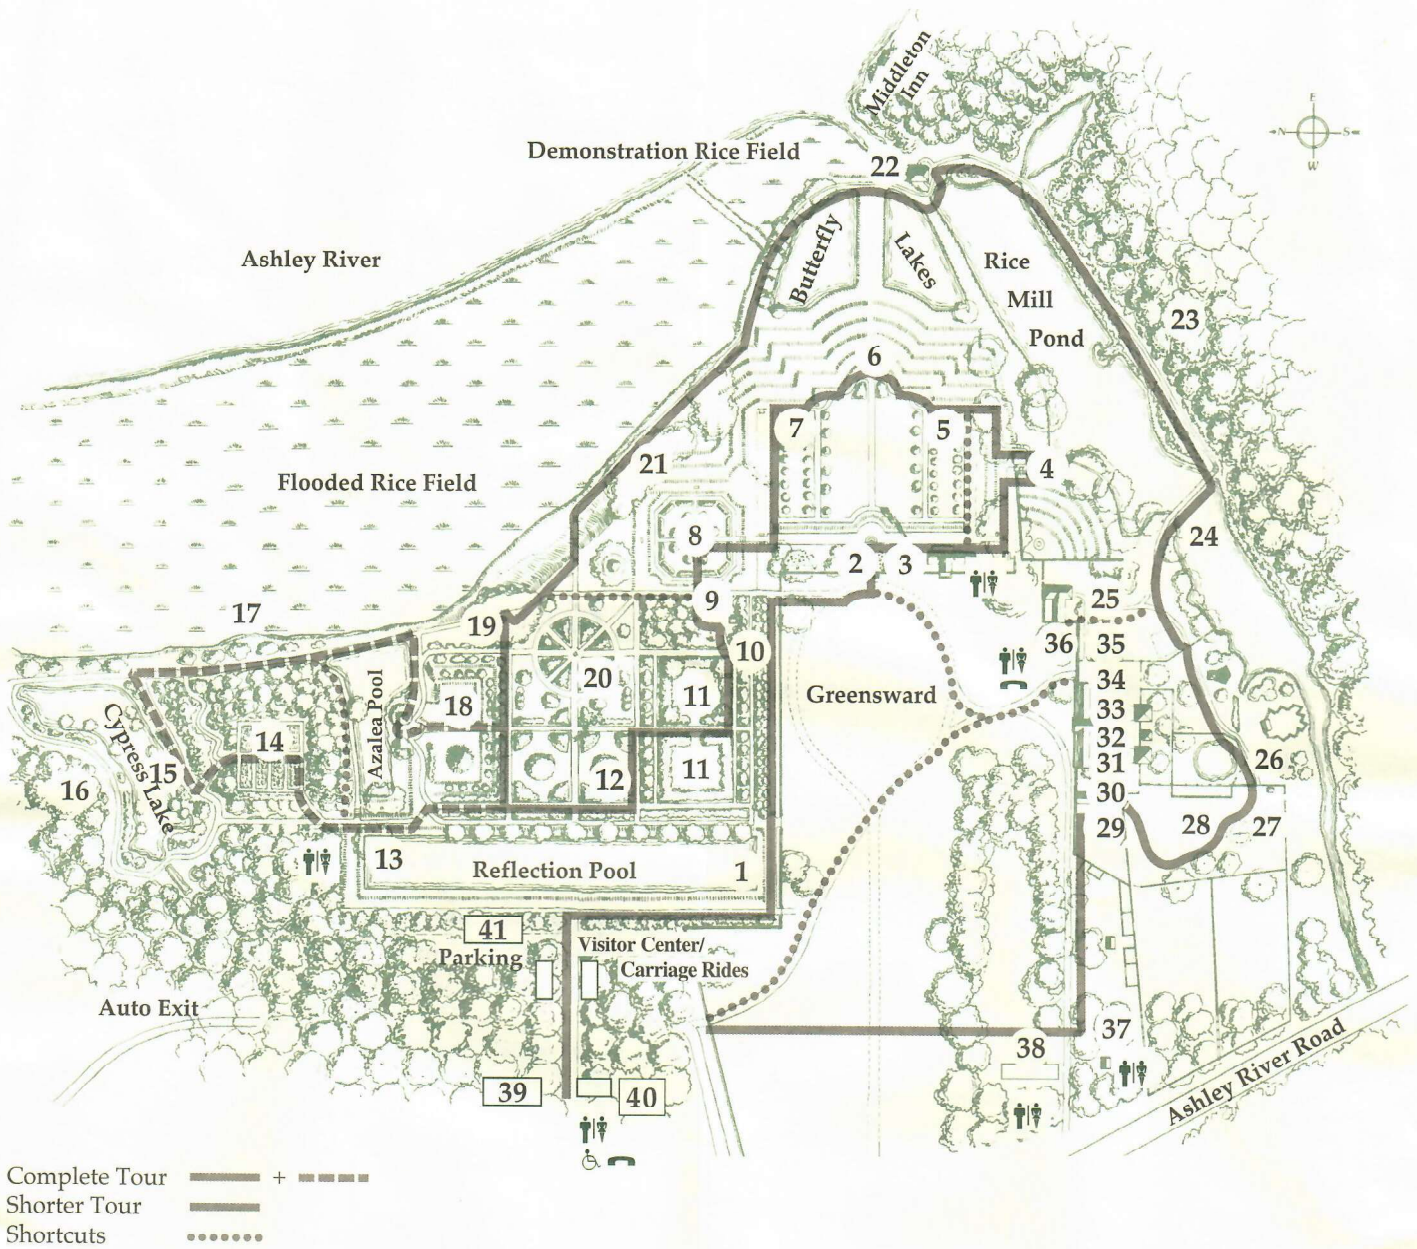 Middleton
Inn
E
N
S
W
Demonstration Rice Field
22
Ashley River
Butterfly
Lakes
Rice
Mill
Pond
23
6
7
5
4
21
Flooded Rice Field
8
2
3
24
9
25
17
19
10
36
35
20
11
Greensward
34
18
33
Azalea Pool
14
32
Cypress Lake
15
31
26
16
12
11
30
29
28
27
13
Reflection Pool
1
41
Parking
Visitor Center/
Carriage Rides
Auto Exit
37
38
Ashley River Road
39
40
Complete Tour +
Shorter Tour
Shortcuts